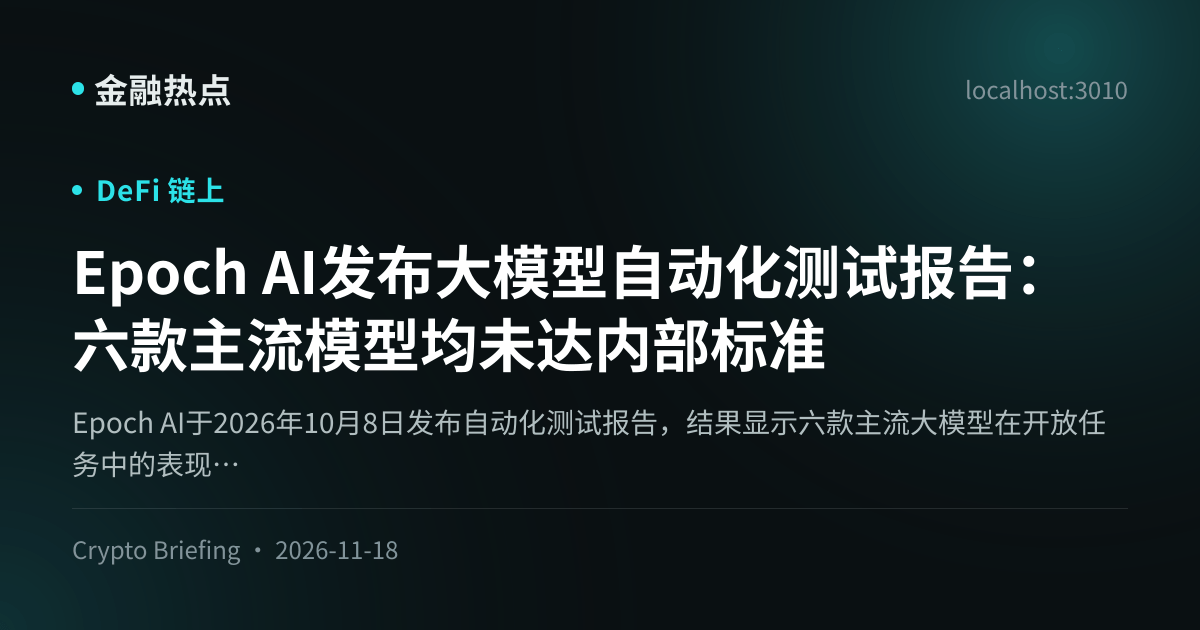 金融热点
localhost:3010
DeFi 链上
Epoch AI发布大模型自动化测试报告：
六款主流模型均未达内部标准
Epoch AI于2026年10月8日发布自动化测试报告，结果显示六款主流大模型在开放任
务中的表现…
Crypto Briefing · 2026-11-18